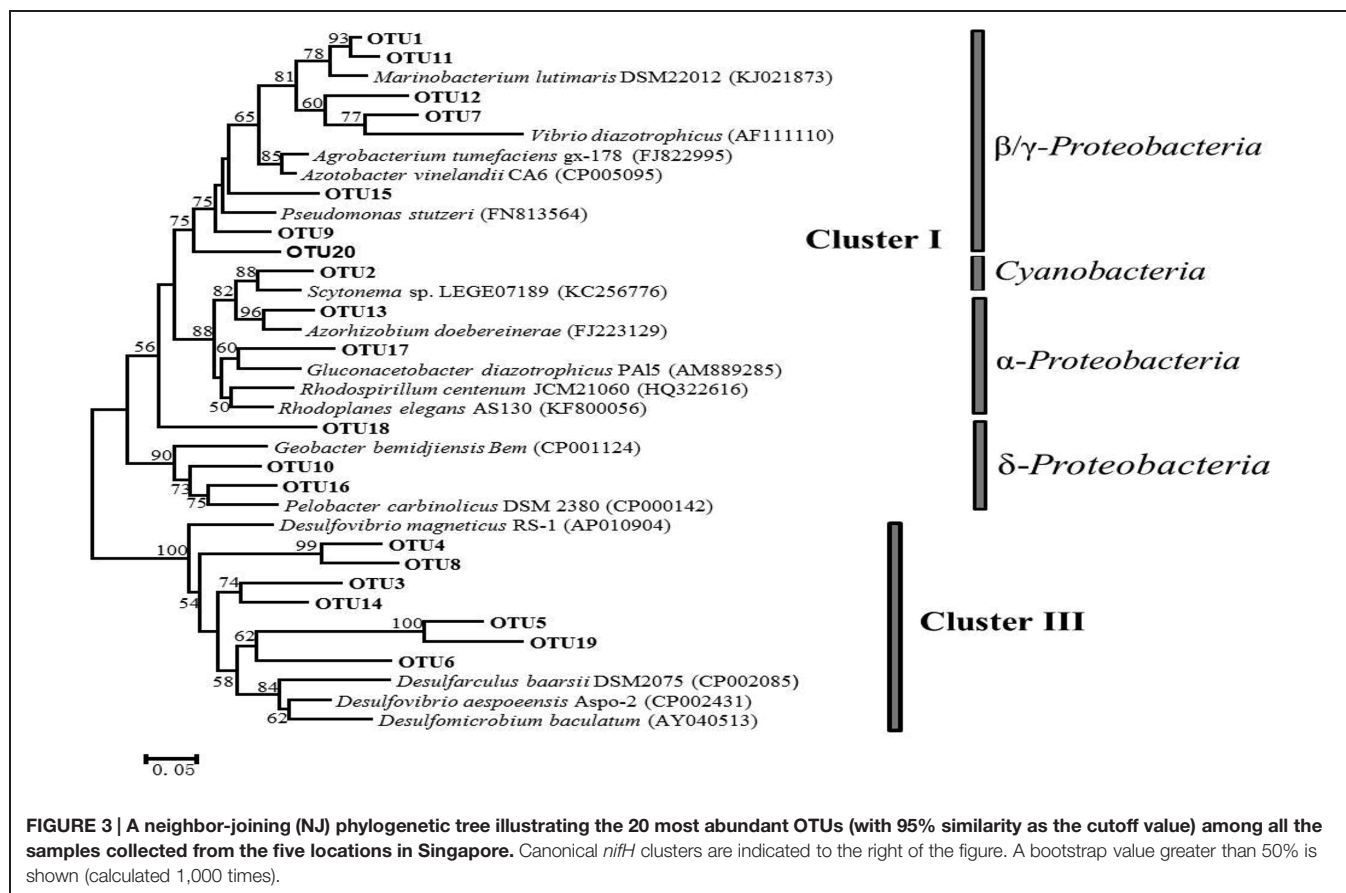 93
OTU1
78
OTU11
81
Marinobacterium lutimaris DSM22012 (KJ021873)
60
OTU12
65
77
OTU7
Vibrio diazotrophicus (AF111110)
85
Agrobacterium tumefaciens gx-178 (FJ822995)
Azotobacter vinelandii CA6 (CP005095)
75
OTU15
75
Pseudomonas stutzeri (FN813564)
OTU9
OTU20
88
OTU2
82
Scytonema sp. LEGE07189 (KC256776)
96
OTU13
88
Azorhizobium doebereinerae (FJ223129)
56
60
OTU17
Gluconacetobacter diazotrophicus PAl5 (AM889285)
Rhodospirillum centenum JCM21060 (HQ322616)
50
Rhodoplanes elegans AS130 (KF800056)
OTU18
90
Geobacter bemidjiensis Bem (CP001124)
OTU10
73
OTU16
75
Pelobacter carbinolicus DSM 2380 (CP000142)
Desulfovibrio magneticus RS-1 (AP010904)
100
99
OTU4
OTU8
74
OTU3
54
OTU14
100
OTU5
62
OTU19
OTU6
58
84
Desulfarculus baarsii DSM2075 (CP002085)
Desulfovibrio aespoeensis Aspo-2 (CP002431)
62
Desulfomicrobium baculatum (AY040513)
0.05
β/γ-Proteobacteria
Cluster I
Cyanobacteria
α-Proteobacteria
δ-Proteobacteria
Cluster III
FIGURE 3 | A neighbor-joining (NJ) phylogenetic tree illustrating the 20 most abundant OTUs (with 95% similarity as the cutoff value) among all the
samples collected from the five locations in Singapore. Canonical nifH clusters are indicated to the right of the figure. A bootstrap value greater than 50% is
shown (calculated 1,000 times).